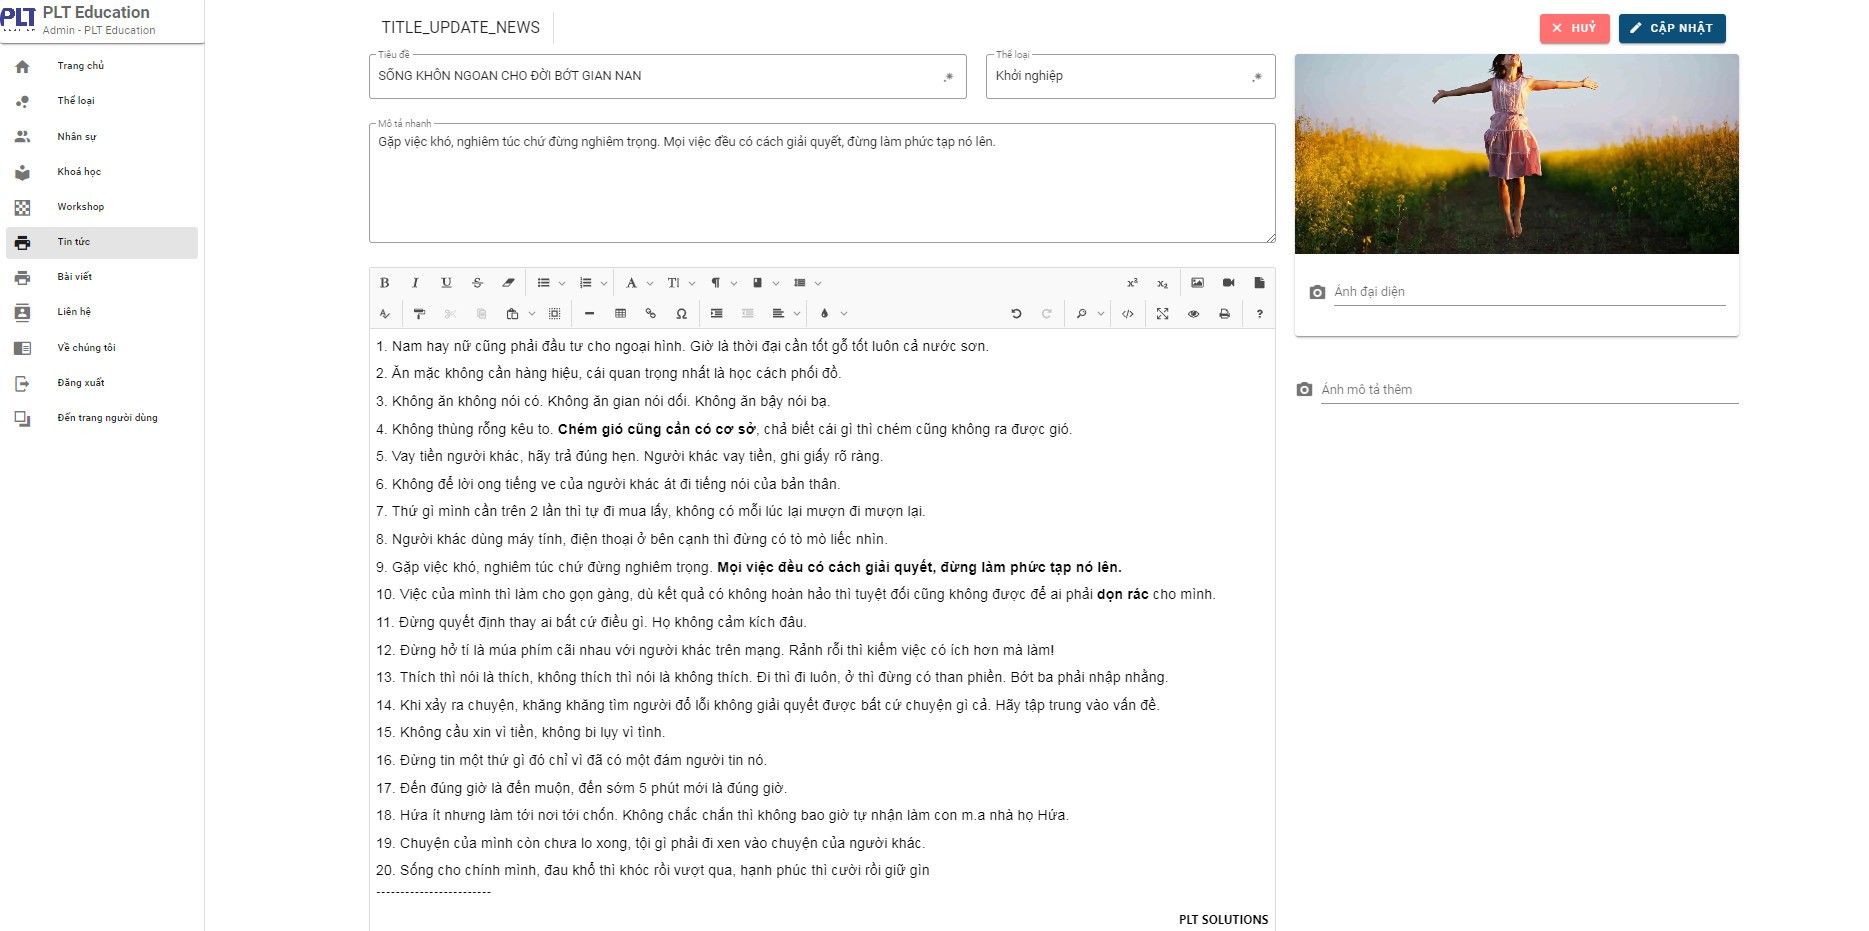 PLT
PLT Education
Admin - PLT Education
Trang chủ
Thể loại
Nhân sự
Khoá học
Workshop
Tin tức
Bài viết
Liên hệ
Về chúng tôi
Đăng xuất
Đến trang người dùng
TITLE_UPDATE_NEWS
HUỶ
CẬP NHẬT
Tiêu đề
SỐNG KHÔN NGOAN CHO ĐỜI BỚT GIAN NAN
Thể loại
Khởi nghiệp
Mô tả nhanh
Gặp việc khó, nghiêm túc chứ đừng nghiêm trọng. Mọi việc đều có cách giải quyết, đừng làm phức tạp nó lên.
1. Nam hay nữ cũng phải đầu tư cho ngoại hình. Giờ là thời đại cần tốt gỗ tốt luôn cả nước sơn.
2. Ăn mặc không cần hàng hiệu, cái quan trọng nhất là học cách phối đồ.
3. Không ăn không nói có. Không ăn gian nói dối. Không ăn bậy nói bạ.
4. Không thùng rỗng kêu to. Chém gió cũng cần có cơ sở, chả biết cái gì thì chém cũng không ra được gió.
5. Vay tiền người khác, hãy trả đúng hẹn. Người khác vay tiền, ghi giấy rõ ràng.
6. Không để lời ong tiếng ve của người khác át đi tiếng nói của bản thân.
7. Thứ gì mình cần trên 2 lần thì tự đi mua lấy, không có mỗi lúc lại mượn đi mượn lại.
8. Người khác dùng máy tính, điện thoại ở bên cạnh thì đừng có tò mò liếc nhìn.
9. Gặp việc khó, nghiêm túc chứ đừng nghiêm trọng. Mọi việc đều có cách giải quyết, đừng làm phức tạp nó lên.
10. Việc của mình thì làm cho gọn gàng, dù kết quả có không hoàn hảo thì tuyệt đối cũng không được để ai phải dọn rác cho mình.
11. Đừng quyết định thay ai bất cứ điều gì. Họ không cảm kích đâu.
12. Đừng hở tí là múa phím cãi nhau với người khác trên mạng. Rảnh rỗi thì kiếm việc có ích hơn mà làm!
13. Thích thì nói là thích, không thích thì nói là không thích. Đi thì đi luôn, ở thì đừng có than phiền. Bớt ba phải nhập nhằng.
14. Khi xảy ra chuyện, khăng khăng tìm người đổ lỗi không giải quyết được bất cứ chuyện gì cả. Hãy tập trung vào vấn đề.
15. Không cầu xin vì tiền, không bi lụy vì tình.
16. Đừng tin một thứ gì đó chỉ vì đã có một đám người tin nó.
17. Đến đúng giờ là đến muộn, đến sớm 5 phút mới là đúng giờ.
18. Hứa ít nhưng làm tới nơi tới chốn. Không chắc chắn thì không bao giờ tự nhận làm con m.a nhà họ Hứa.
19. Chuyện của mình còn chưa lo xong, tội gì phải đi xen vào chuyện của người khác.
20. Sống cho chính mình, đau khổ thì khóc rồi vượt qua, hạnh phúc thì cười rồi giữ gìn
------------------------
PLT SOLUTIONS
Ảnh đại diện
Ảnh mô tả thêm